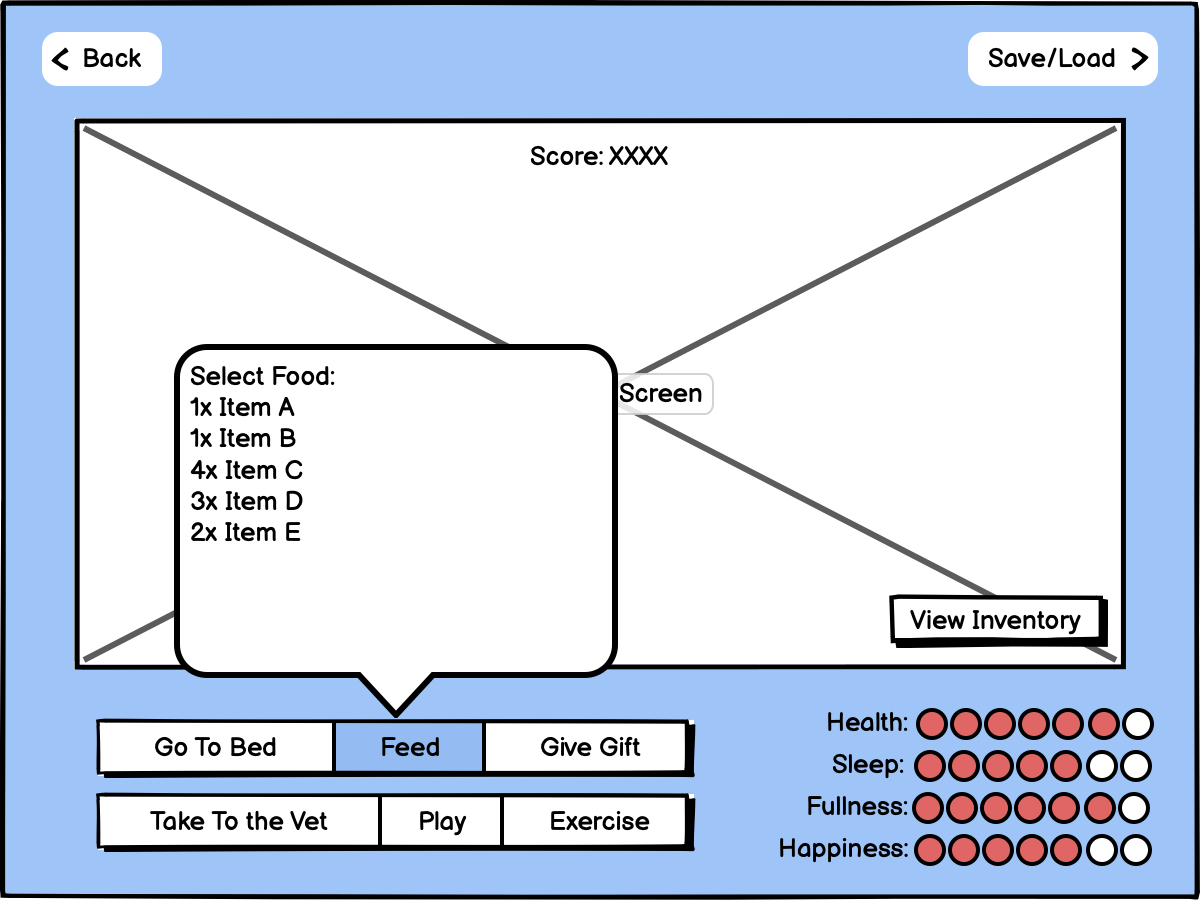 Back
Save/Load
Score: XXXX
Screen
Select Food:
1x Item A
1x Item B
4x Item C
3x Item D
2x Item E
View Inventory
Go To Bed
Feed
Give Gift
Take To the Vet
Play
Exercise
Health:
Sleep:
Fullness:
Happiness: